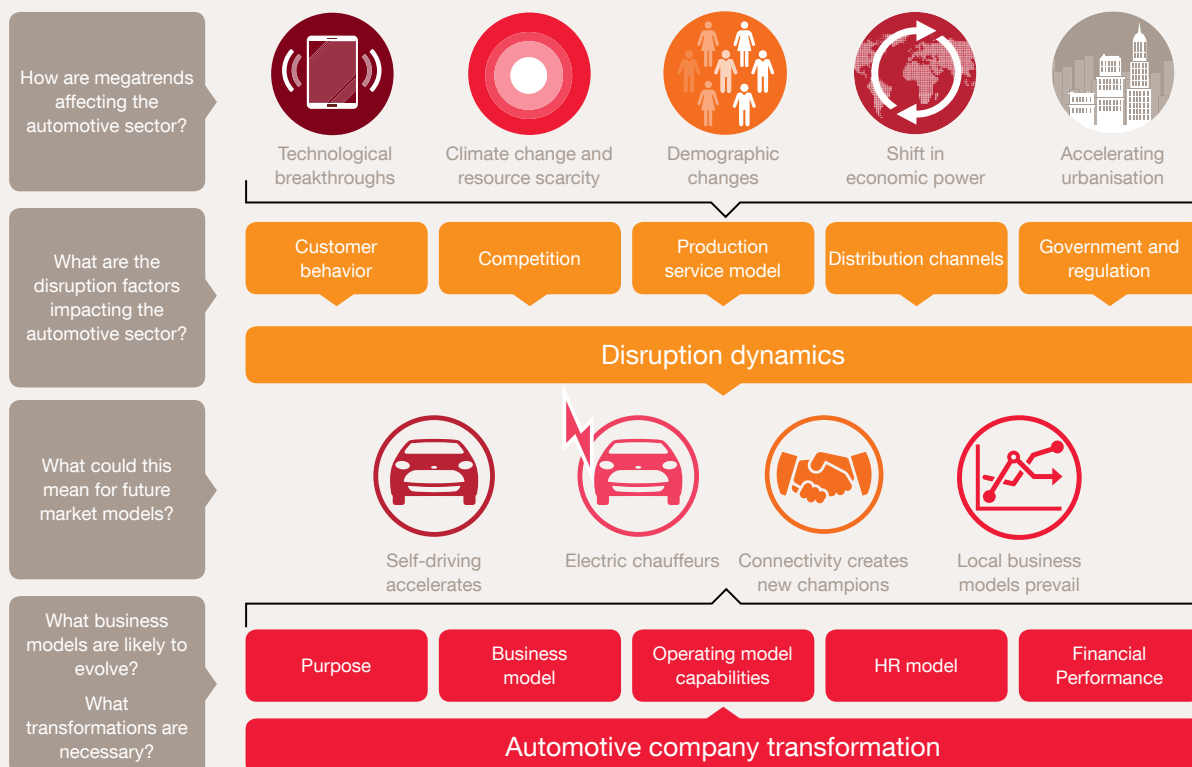 How are megatrends
affecting the
automotive sector?
Technological
breakthroughs
Climate change and
resource scarcity
Demographic
changes
Shift in
economic power
Accelerating
urbanisation
What are the
disruption factors
impacting the
automotive sector?
Customer
behavior
Competition
Production
service model
Distribution channels
Government and
regulation
Disruption dynamics
What could this
mean for future
market models?
Self-driving
accelerates
Electric chauffeurs
Connectivity creates
new champions
Local business
models prevail
What business
models are likely to
evolve?
What
transformations are
necessary?
Purpose
Business
model
Operating model
capabilities
HR model
Financial
Performance
Automotive company transformation